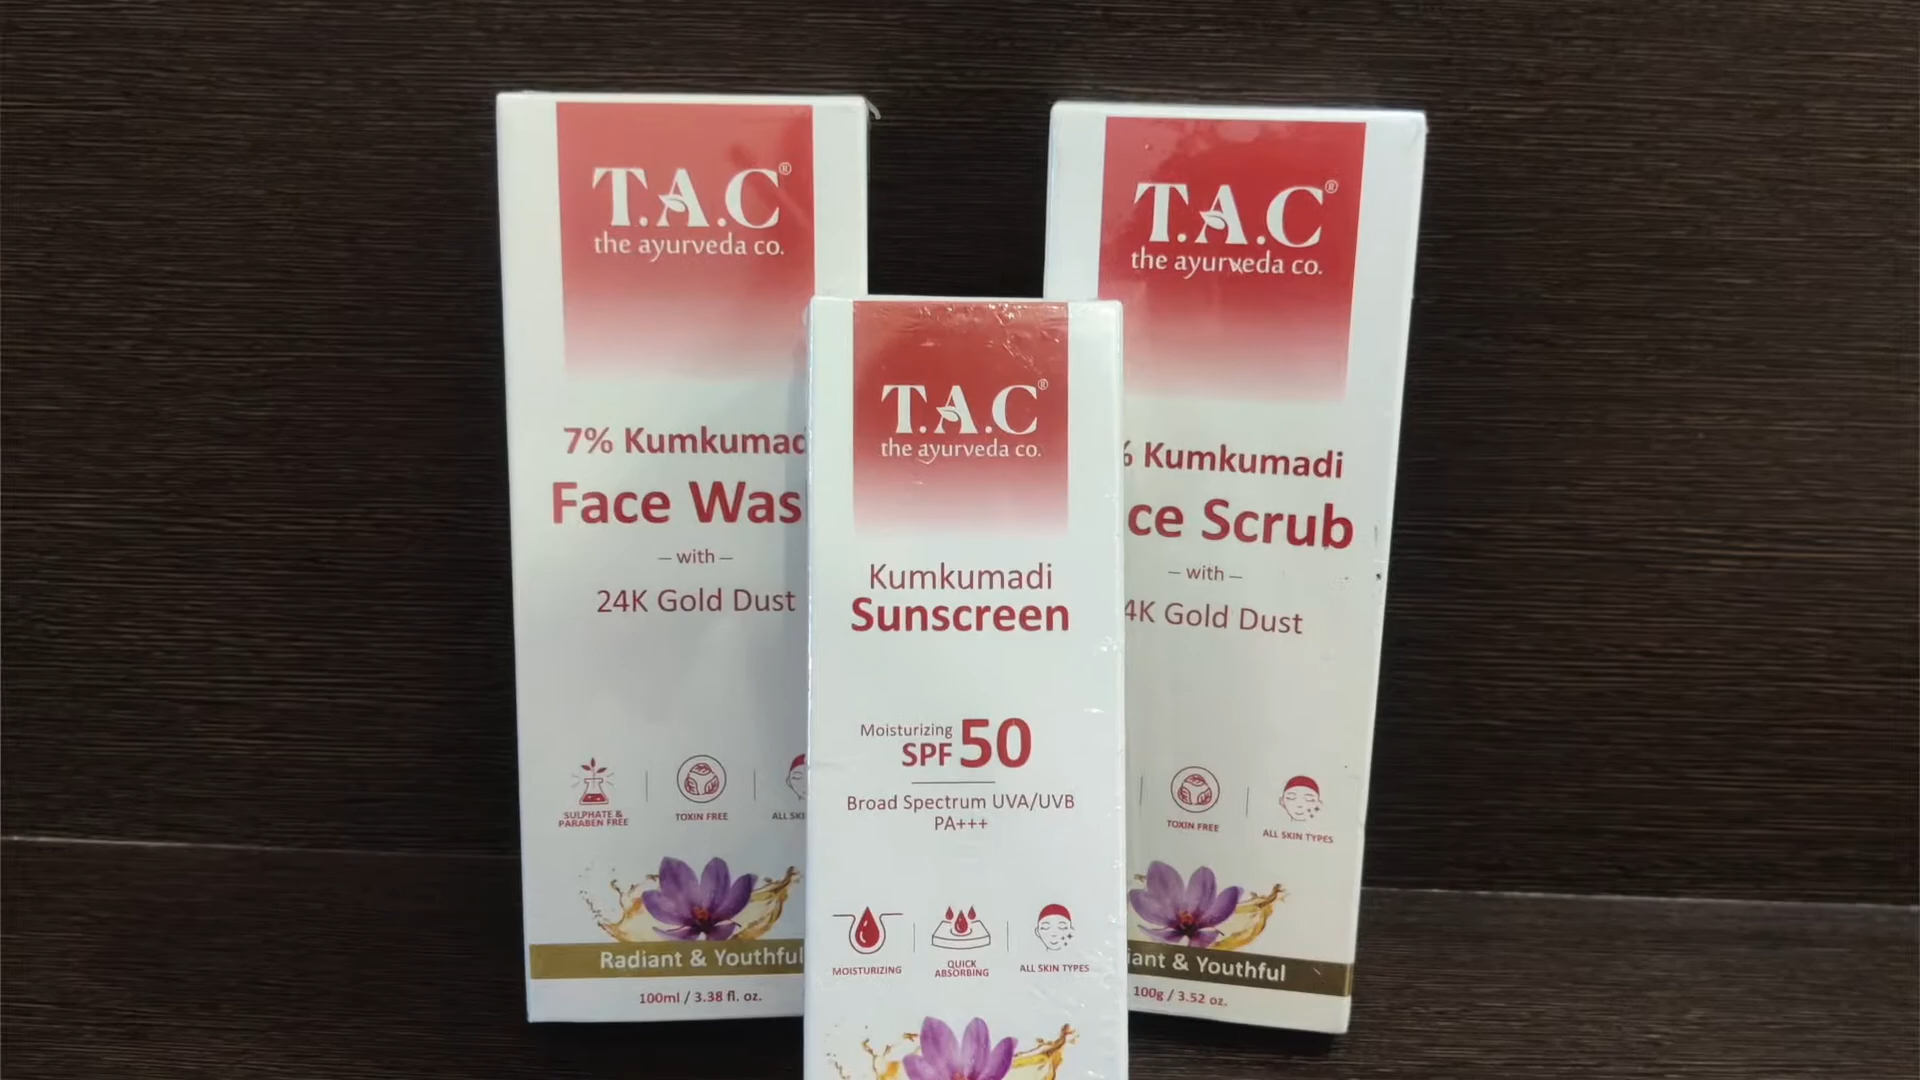 T.A.C®
the ayurveda co.
7% Kumkumad
Face Was
— with —
24K Gold Dust
SULPHATE &
PARABEN FREE
TOXIN FREE
ALL SKI
Radiant & Youthful
100ml / 3.38 fl. oz.
T.A.C®
the ayurveda co.
Kumkumadi
Sunscreen
Moisturizing
SPF 50
Broad Spectrum UVA/UVB
PA+++
MOISTURIZING
QUICK
ABSORBING
ALL SKIN TYPES
T.A.C®
the ayurveda co.
% Kumkumadi
ce Scrub
— with —
4K Gold Dust
TOXIN FREE
ALL SKIN TYPES
iant & Youthful
100g / 3.52 oz.